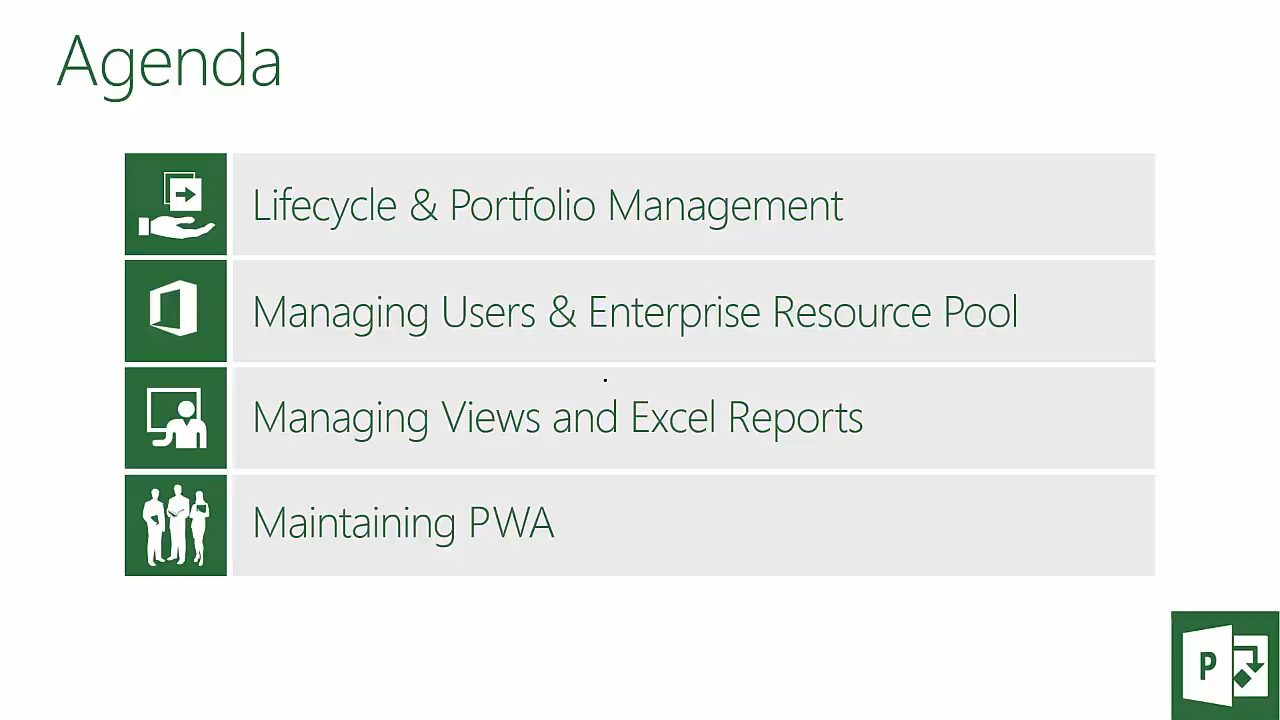 Agenda
Lifecycle & Portfolio Management
Managing Users & Enterprise Resource Pool
Managing Views and Excel Reports
Maintaining PWA
P